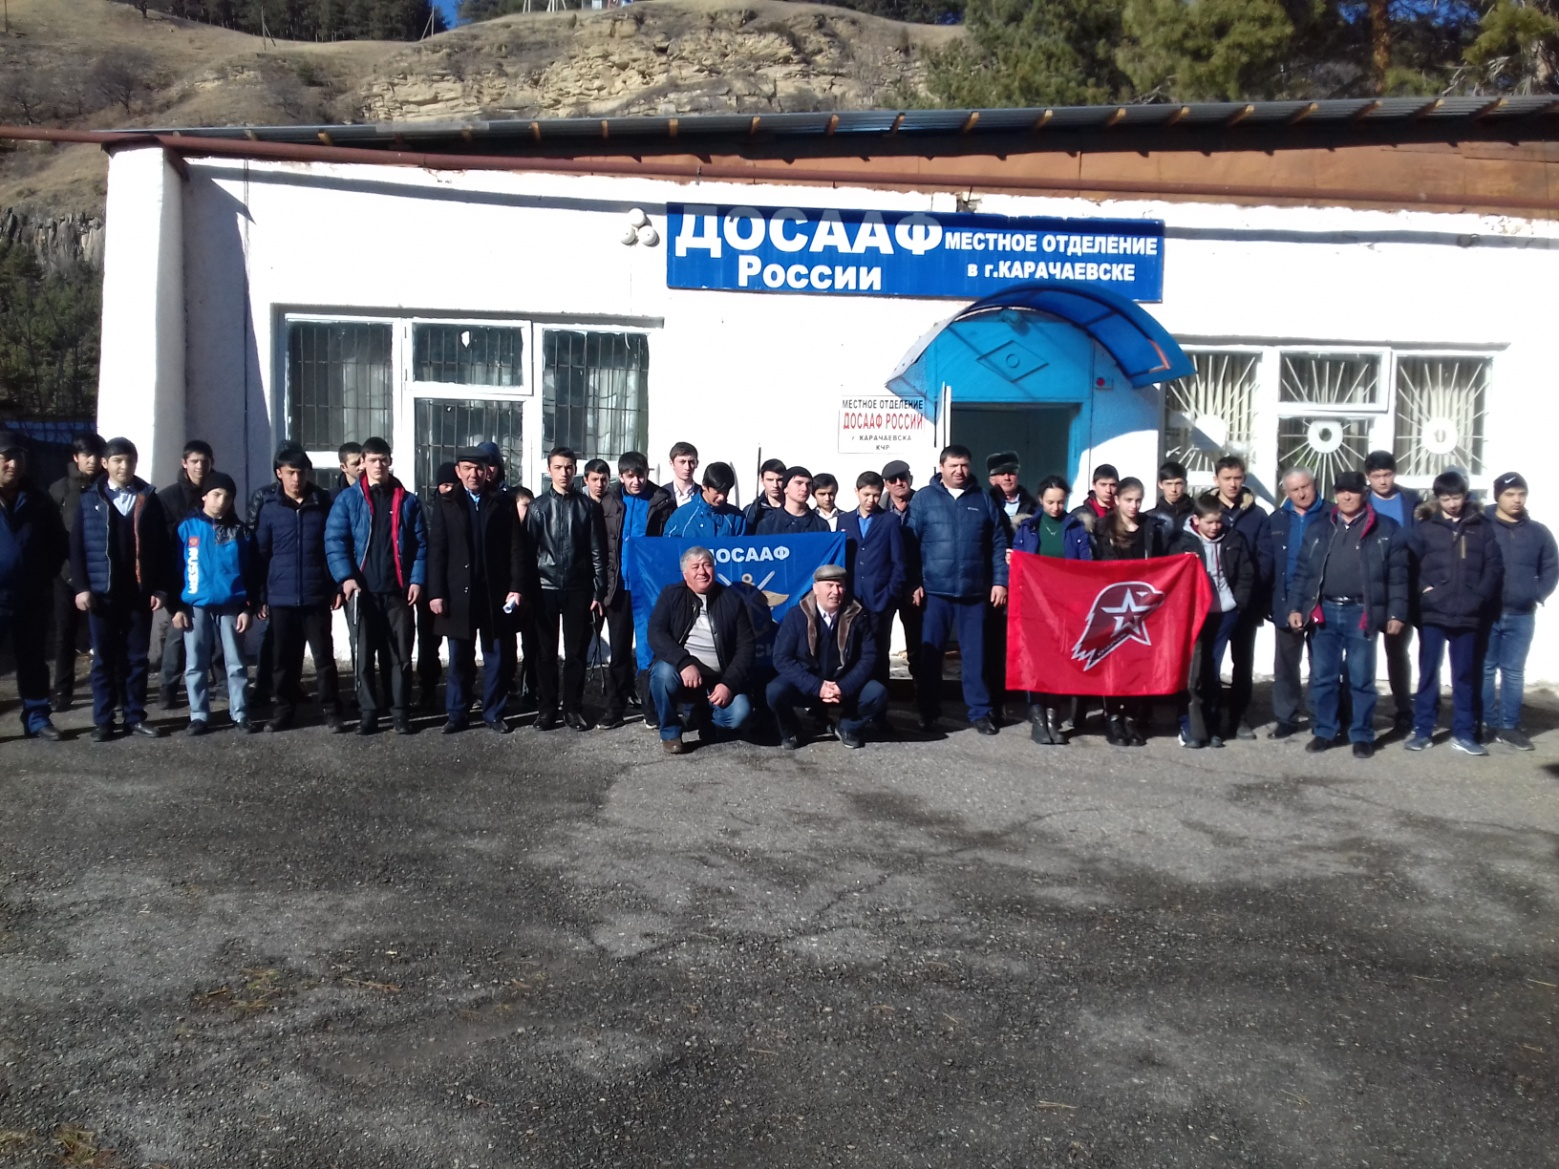 ДОСААФ
России
МЕСТНОЕ ОТДЕЛЕНИЕ
в г.КАРАЧАЕВСКЕ
МЕСТНОЕ ОТДЕЛЕНИЕ
ДОСААФ РОССИИ
г КАРАЧАЕВСКА
КЧР
ДОСААФ